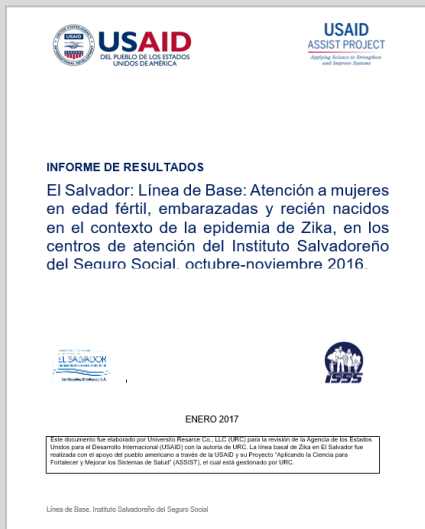 USAID
USAID
DEL PUEBLO DE LOS ESTADOS
UNIDOS DE AMÉRICA
USAID
ASSIST PROJECT
Applying Science to Strengthen
and Improve Systems
INFORME DE RESULTADOS
El Salvador: Línea de Base: Atención a mujeres
en edad fértil, embarazadas y recién nacidos
en el contexto de la epidemia de Zika, en los
centros de atención del Instituto Salvadoreño
del Seguro Social, octubre-noviembre 2016.
EL SALVADOR
ISSS
ENERO 2017
Este documento fue elaborado por Universito Resarce Co., LLC (URC) para la revisión de la Agencia de los Estados
Unidos para el Desarrollo Internacional (USAID) con la autoría de URC. La línea basal de Zika en El Salvador fue
realizada con el apoyo del pueblo americano a través de la USAID y su Proyecto "Aplicando la Ciencia para
Fortalecer y Mejorar los Sistemas de Salud" (ASSIST), el cual está gestionado por URC.
Línea de Base. Instituto Salvadoreño del Seguro Social